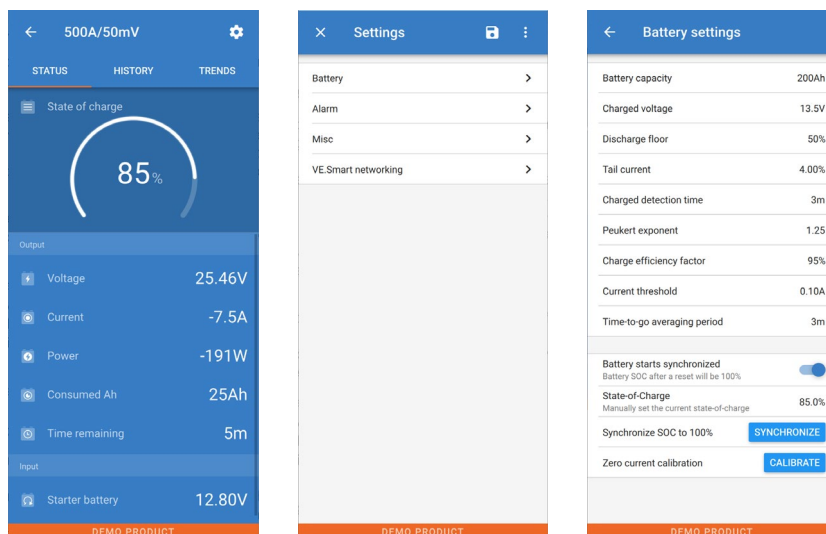 500A/50mV
STATUS HISTORY TRENDS
State of charge
85%
Output
Voltage 25.46V
Current -7.5A
Power -191W
Consumed Ah 25Ah
Time remaining 5m
Input
Starter battery 12.80V
DEMO PRODUCT
Settings
Battery
Alarm
Misc
VE.Smart networking
DEMO PRODUCT
Battery settings
Battery capacity 200Ah
Charged voltage 13.5V
Discharge floor 50%
Tail current 4.00%
Charged detection time 3m
Peukert exponent 1.25
Charge efficiency factor 95%
Current threshold 0.10A
Time-to-go averaging period 3m
Battery starts synchronized
Battery SOC after a reset will be 100%
State-of-Charge 85.0%
Manually set the current state-of-charge
Synchronize SOC to 100% SYNCHRONIZE
Zero current calibration CALIBRATE
DEMO PRODUCT